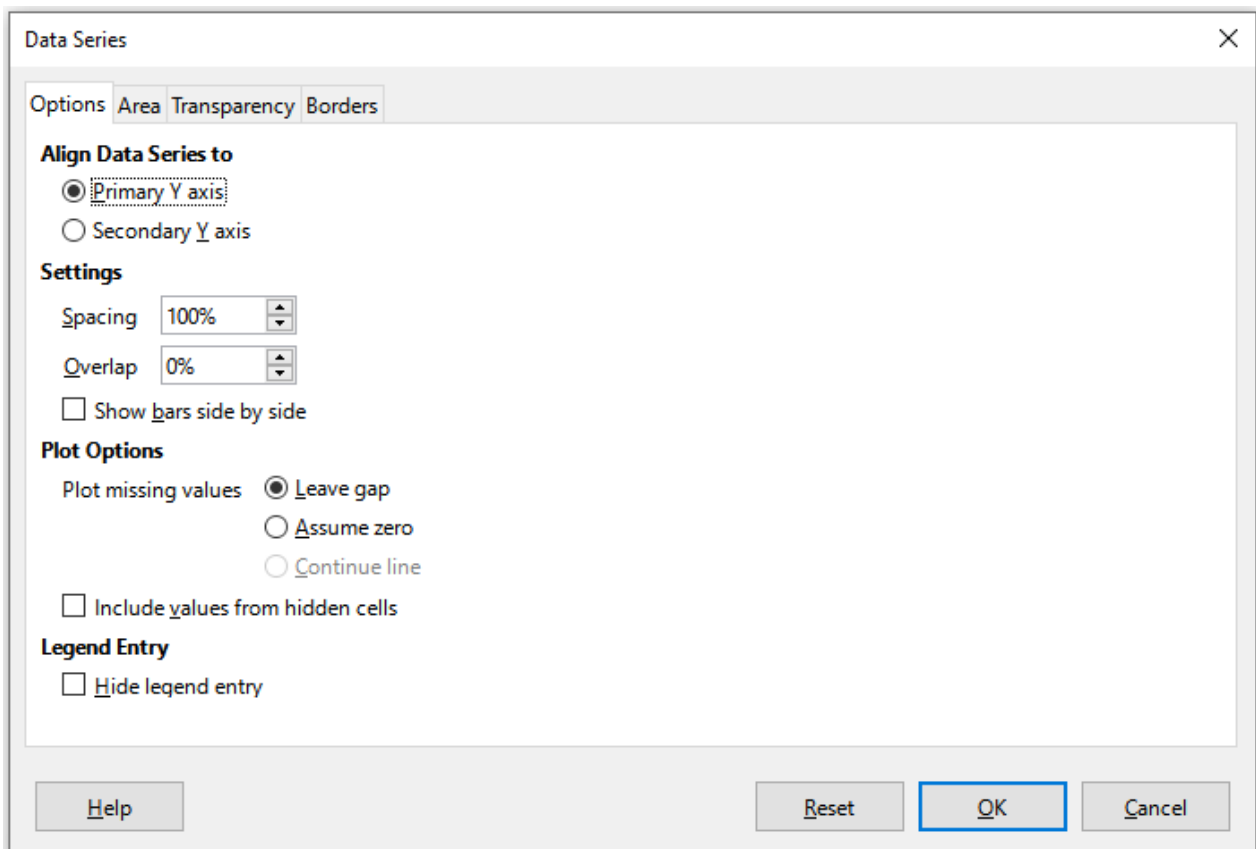 Data Series
Options Area Transparency Borders
Align Data Series to
Primary Y axis
Secondary Y axis
Settings
Spacing 100%
Overlap 0%
Show bars side by side
Plot Options
Plot missing values Leave gap
Assume zero
Continue line
Include values from hidden cells
Legend Entry
Hide legend entry
Help Reset OK Cancel